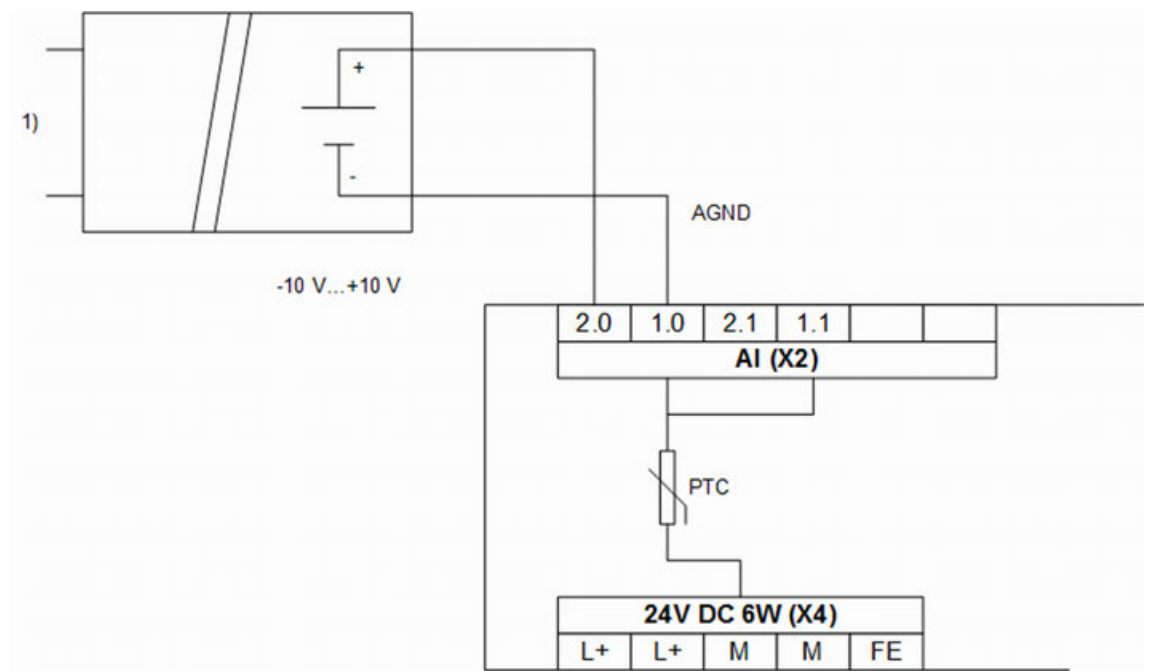 +
1)
-
AGND
-10 V...+10 V
2.0 1.0 2.1 1.1
AI (X2)
PTC
24V DC 6W (X4)
L+ L+ M M FE